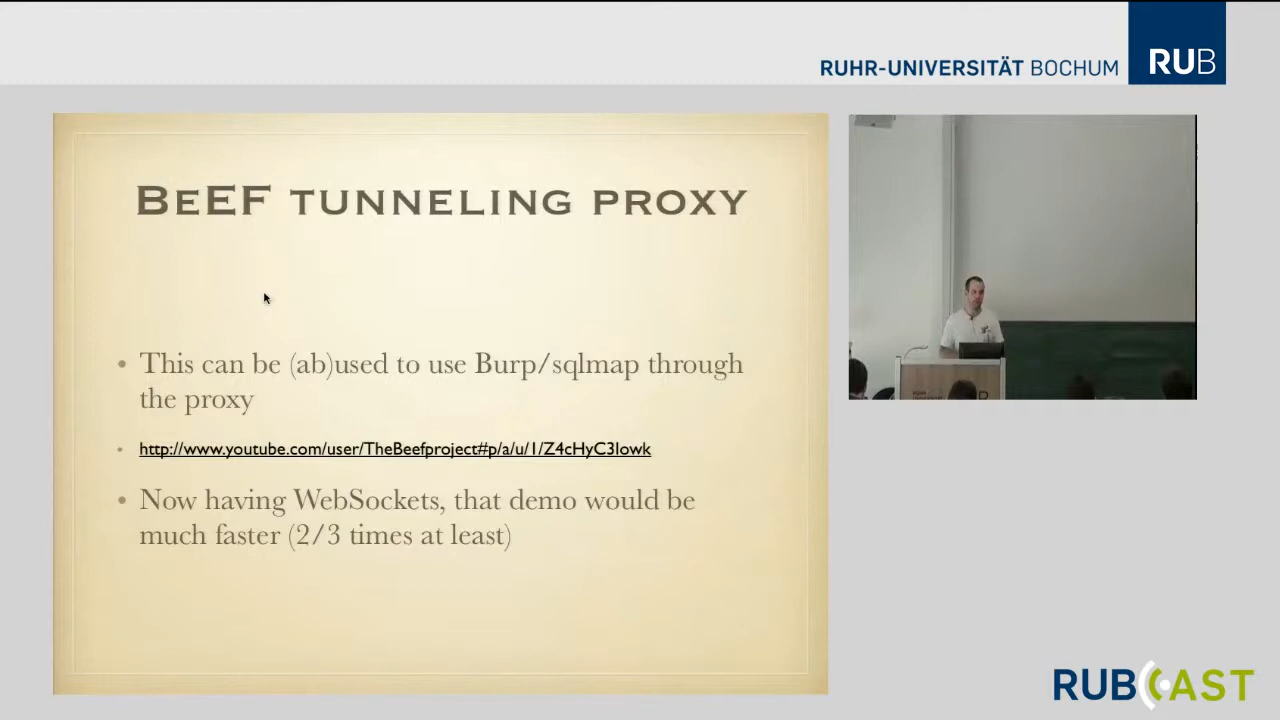 RUHR-UNIVERSITÄT BOCHUM
RUB
BeEF TUNNELING PROXY
• This can be (ab)used to use Burp/sqlmap through
the proxy
• http://www.youtube.com/user/TheBeefproject#p/a/u/1/Z4cHyC3lowk
• Now having WebSockets, that demo would be
much faster (2/3 times at least)
RUBCAST